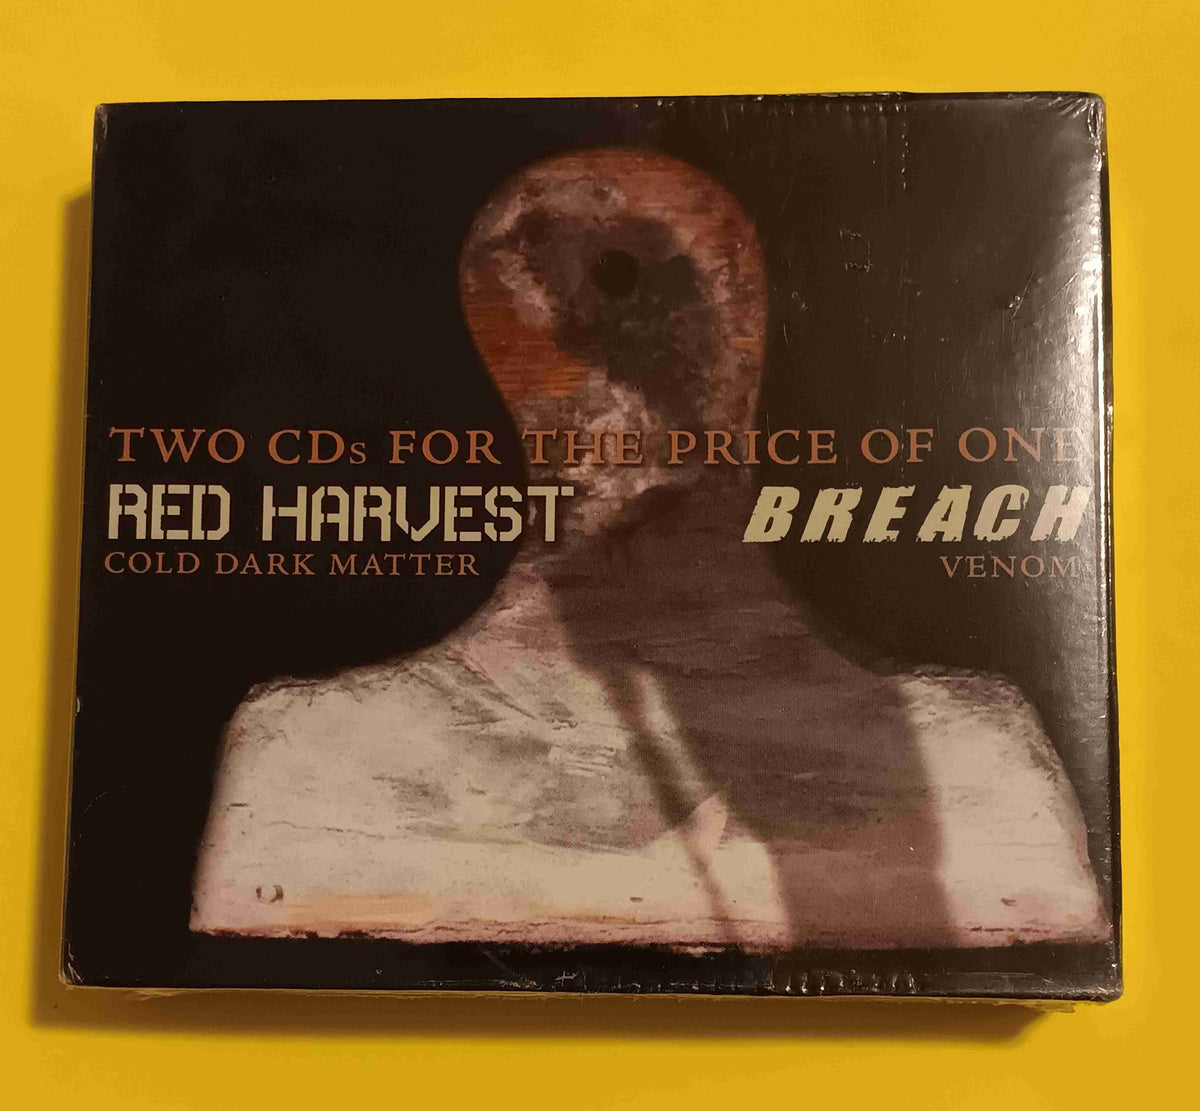 TWO CDs FOR THE PRICE OF ONE
RED HARVEST BREACH
COLD DARK MATTER VENOM